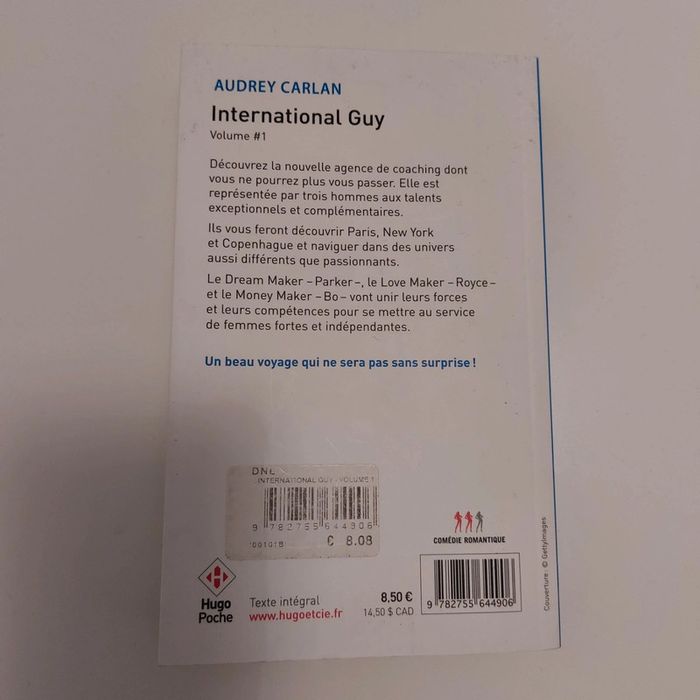 AUDREY CARLAN
International Guy
Volume #1
Découvrez la nouvelle agence de coaching dont
vous ne pourrez plus vous passer. Elle est
représentée par trois hommes aux talents
exceptionnels et complémentaires.
Ils vous feront découvrir Paris, New York
et Copenhague et naviguer dans des univers
aussi différents que passionnants.
Le Dream Maker – Parker –, le Love Maker – Royce –
et le Money Maker – Bo – vont unir leurs forces
et leurs compétences pour se mettre au service
de femmes fortes et indépendantes.
Un beau voyage qui ne sera pas sans surprise !
INTERNATIONAL GUY - VOLUME 1
9 782755 644906
€ 8.08
COMÉDIE ROMANTIQUE
Hugo
Poche
Texte intégral
www.hugoetcie.fr
8,50 €
14,50 $ CAD
9 782755 644906
Couverture : © GettyImages